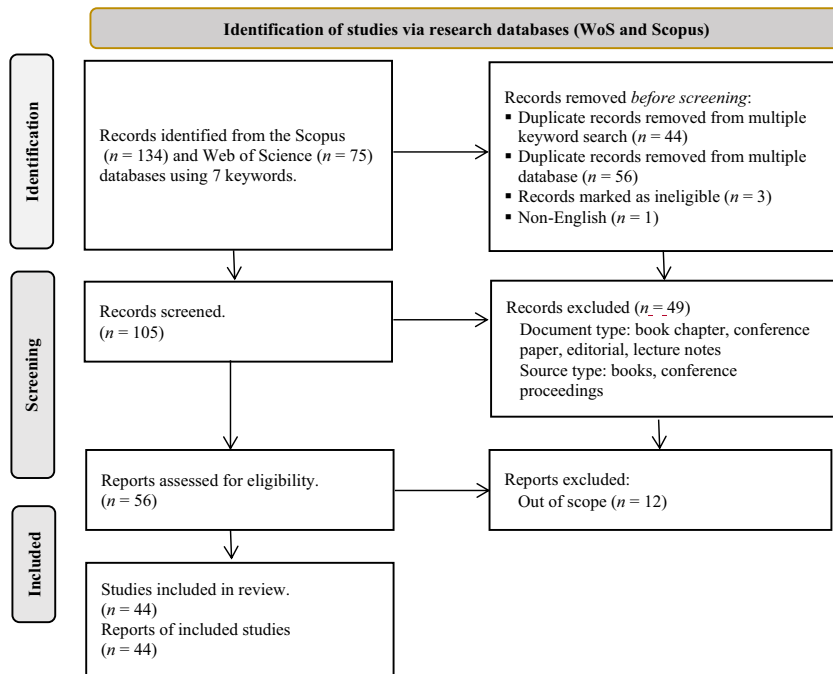 Identification of studies via research databases (WoS and Scopus)
Identification
Records identified from the Scopus
(n = 134) and Web of Science (n = 75)
databases using 7 keywords.
Records removed before screening:
▪ Duplicate records removed from multiple
keyword search (n = 44)
▪ Duplicate records removed from multiple
database (n = 56)
▪ Records marked as ineligible (n = 3)
▪ Non-English (n = 1)
Screening
Records screened.
(n = 105)
Records excluded (n = 49)
Document type: book chapter, conference
paper, editorial, lecture notes
Source type: books, conference
proceedings
Reports assessed for eligibility.
(n = 56)
Reports excluded:
Out of scope (n = 12)
Included
Studies included in review.
(n = 44)
Reports of included studies
(n = 44)